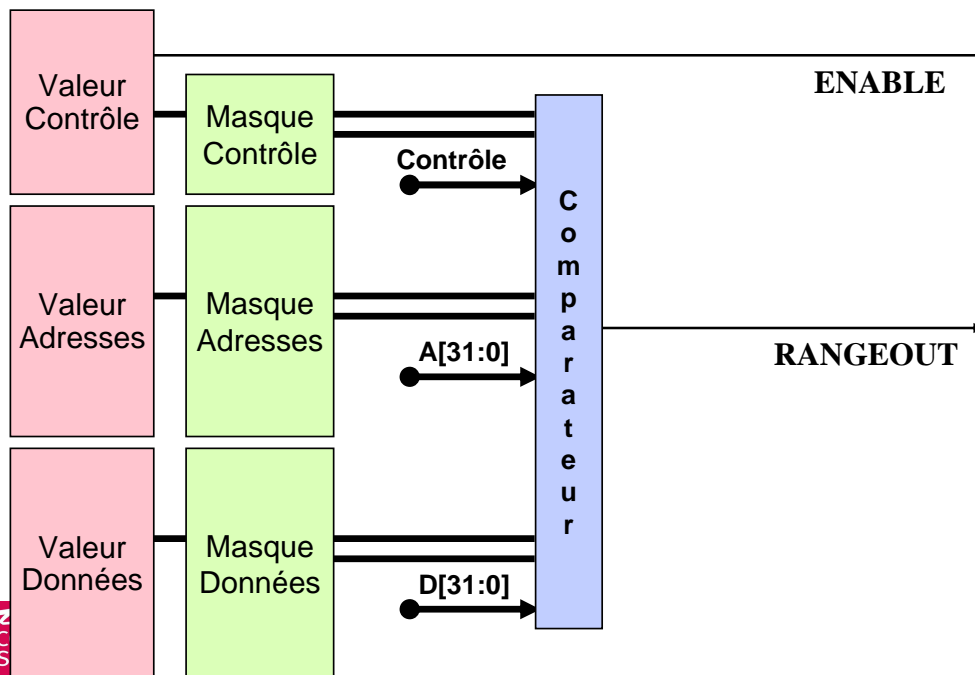 Valeur
Contrôle
Masque
Contrôle
ENABLE
Contrôle
Valeur
Adresses
Masque
Adresses
A[31:0]
Comparateur
RANGEOUT
Valeur
Données
Masque
Données
D[31:0]